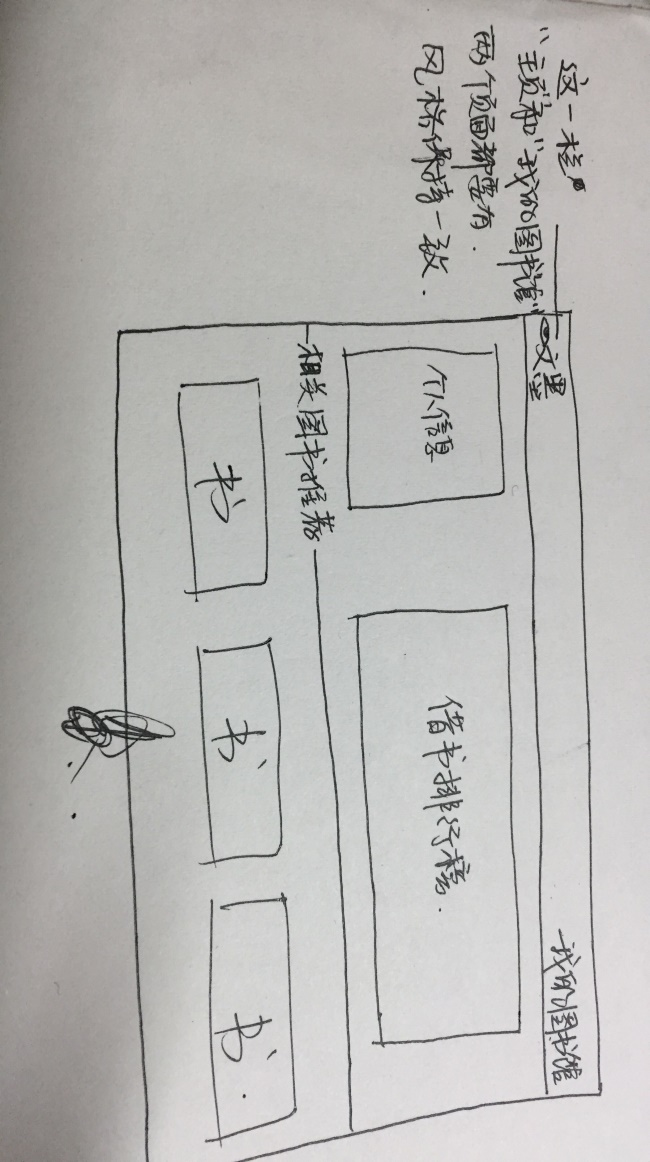 这一栏
“主页和“我的图书馆”
两个页面都要有.
风格保持一致.
文里
我的图书馆
个人信息
借书排行榜.
相关图书推荐
书
书
书.